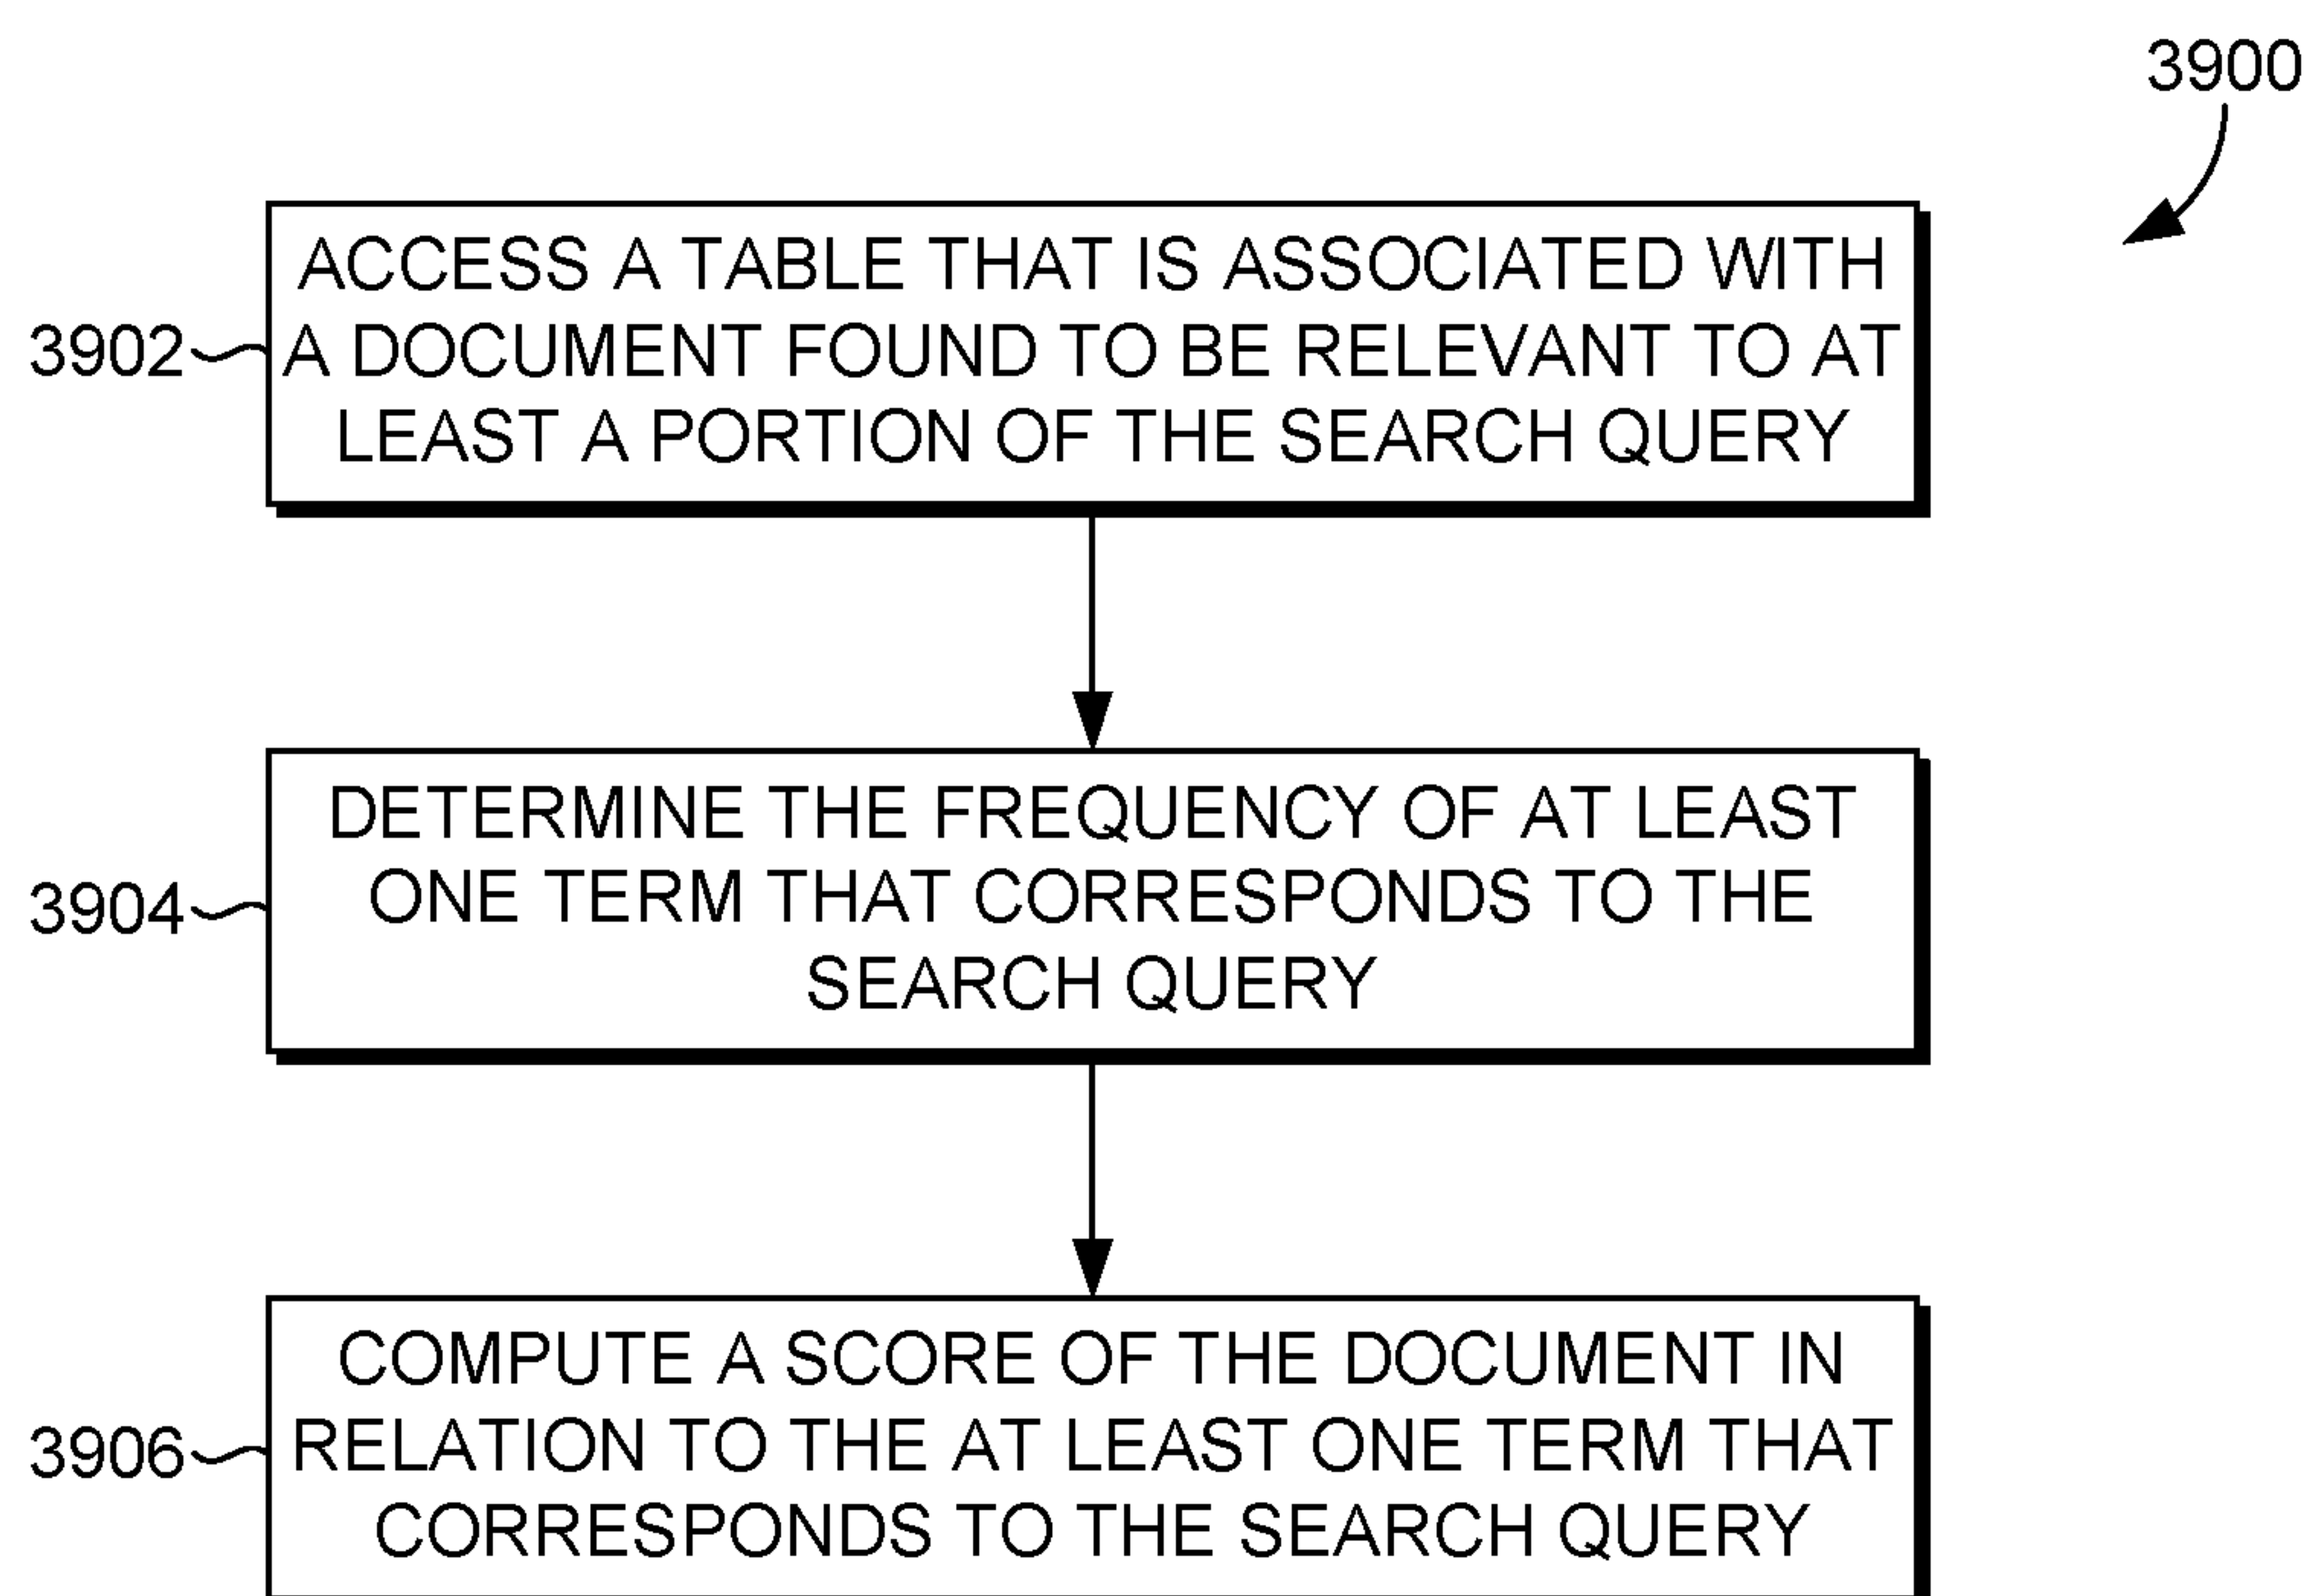 3900
ACCESS A TABLE THAT IS ASSOCIATED WITH
3902 A DOCUMENT FOUND TO BE RELEVANT TO AT
LEAST A PORTION OF THE SEARCH QUERY
DETERMINE THE FREQUENCY OF AT LEAST
3904 ONE TERM THAT CORRESPONDS TO THE
SEARCH QUERY
COMPUTE A SCORE OF THE DOCUMENT IN
3906 RELATION TO THE AT LEAST ONE TERM THAT
CORRESPONDS TO THE SEARCH QUERY